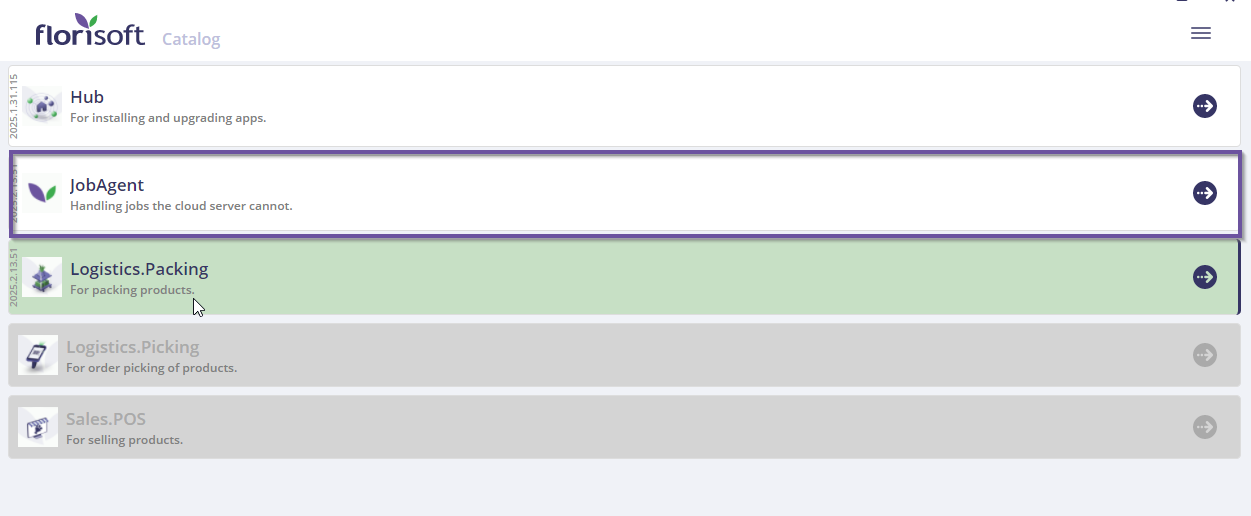 florisoft Catalog
2025.1.31.115
Hub
For installing and upgrading apps.
JobAgent
Handling jobs the cloud server cannot.
2025.2.13.51
Logistics.Packing
For packing products.
Logistics.Picking
For order picking of products.
Sales.POS
For selling products.